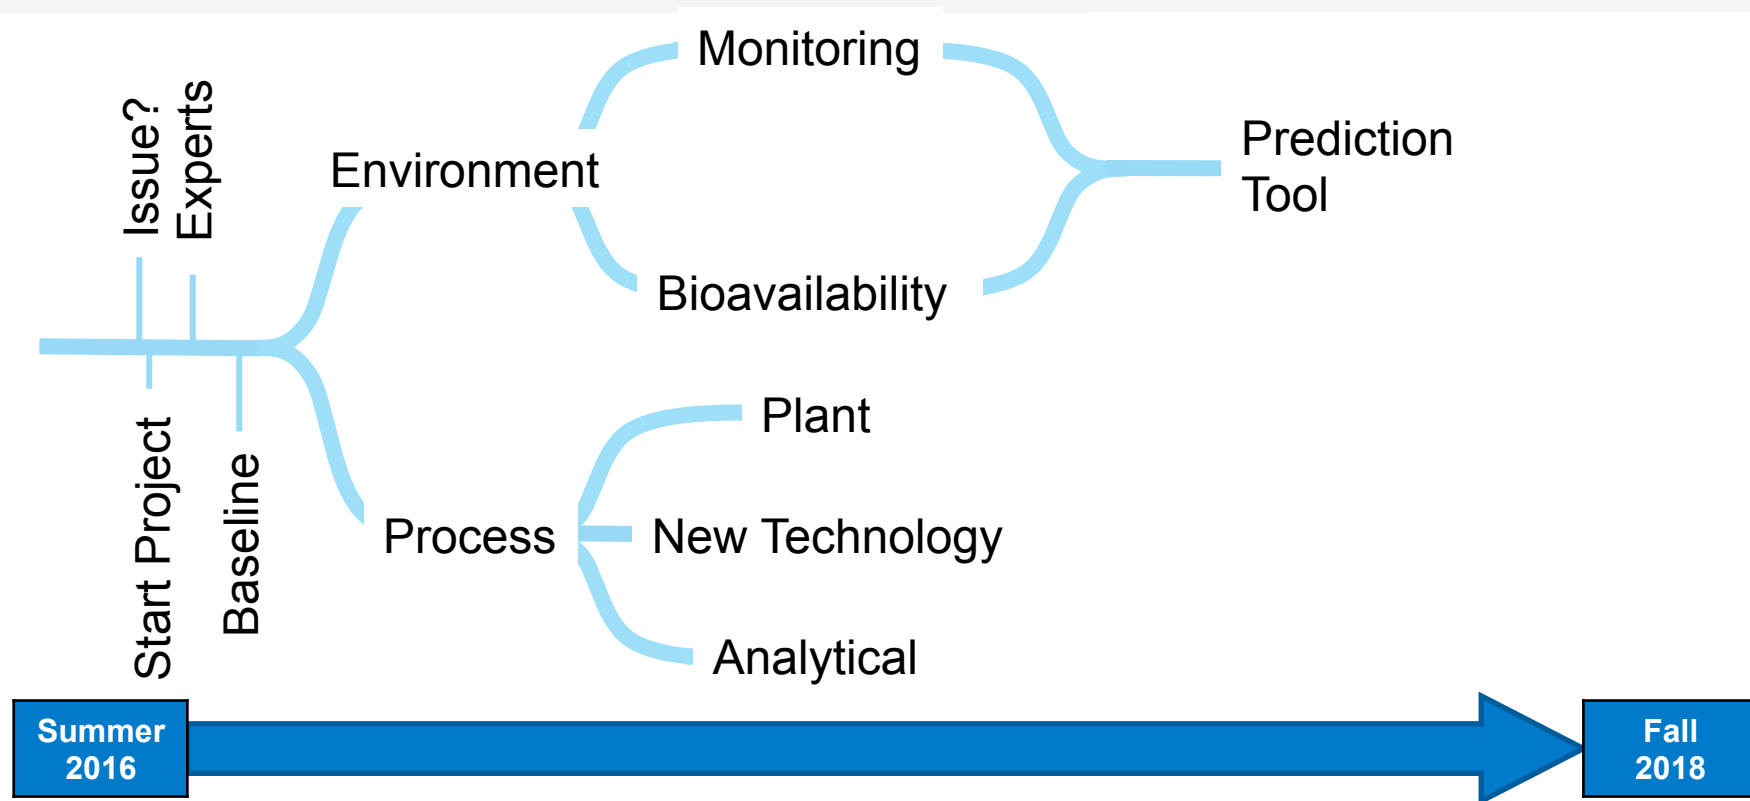 Issue?
Experts
Start Project
Baseline
Environment
Monitoring
Bioavailability
Prediction
Tool
Process
Plant
New Technology
Analytical
Summer
2016
Fall
2018